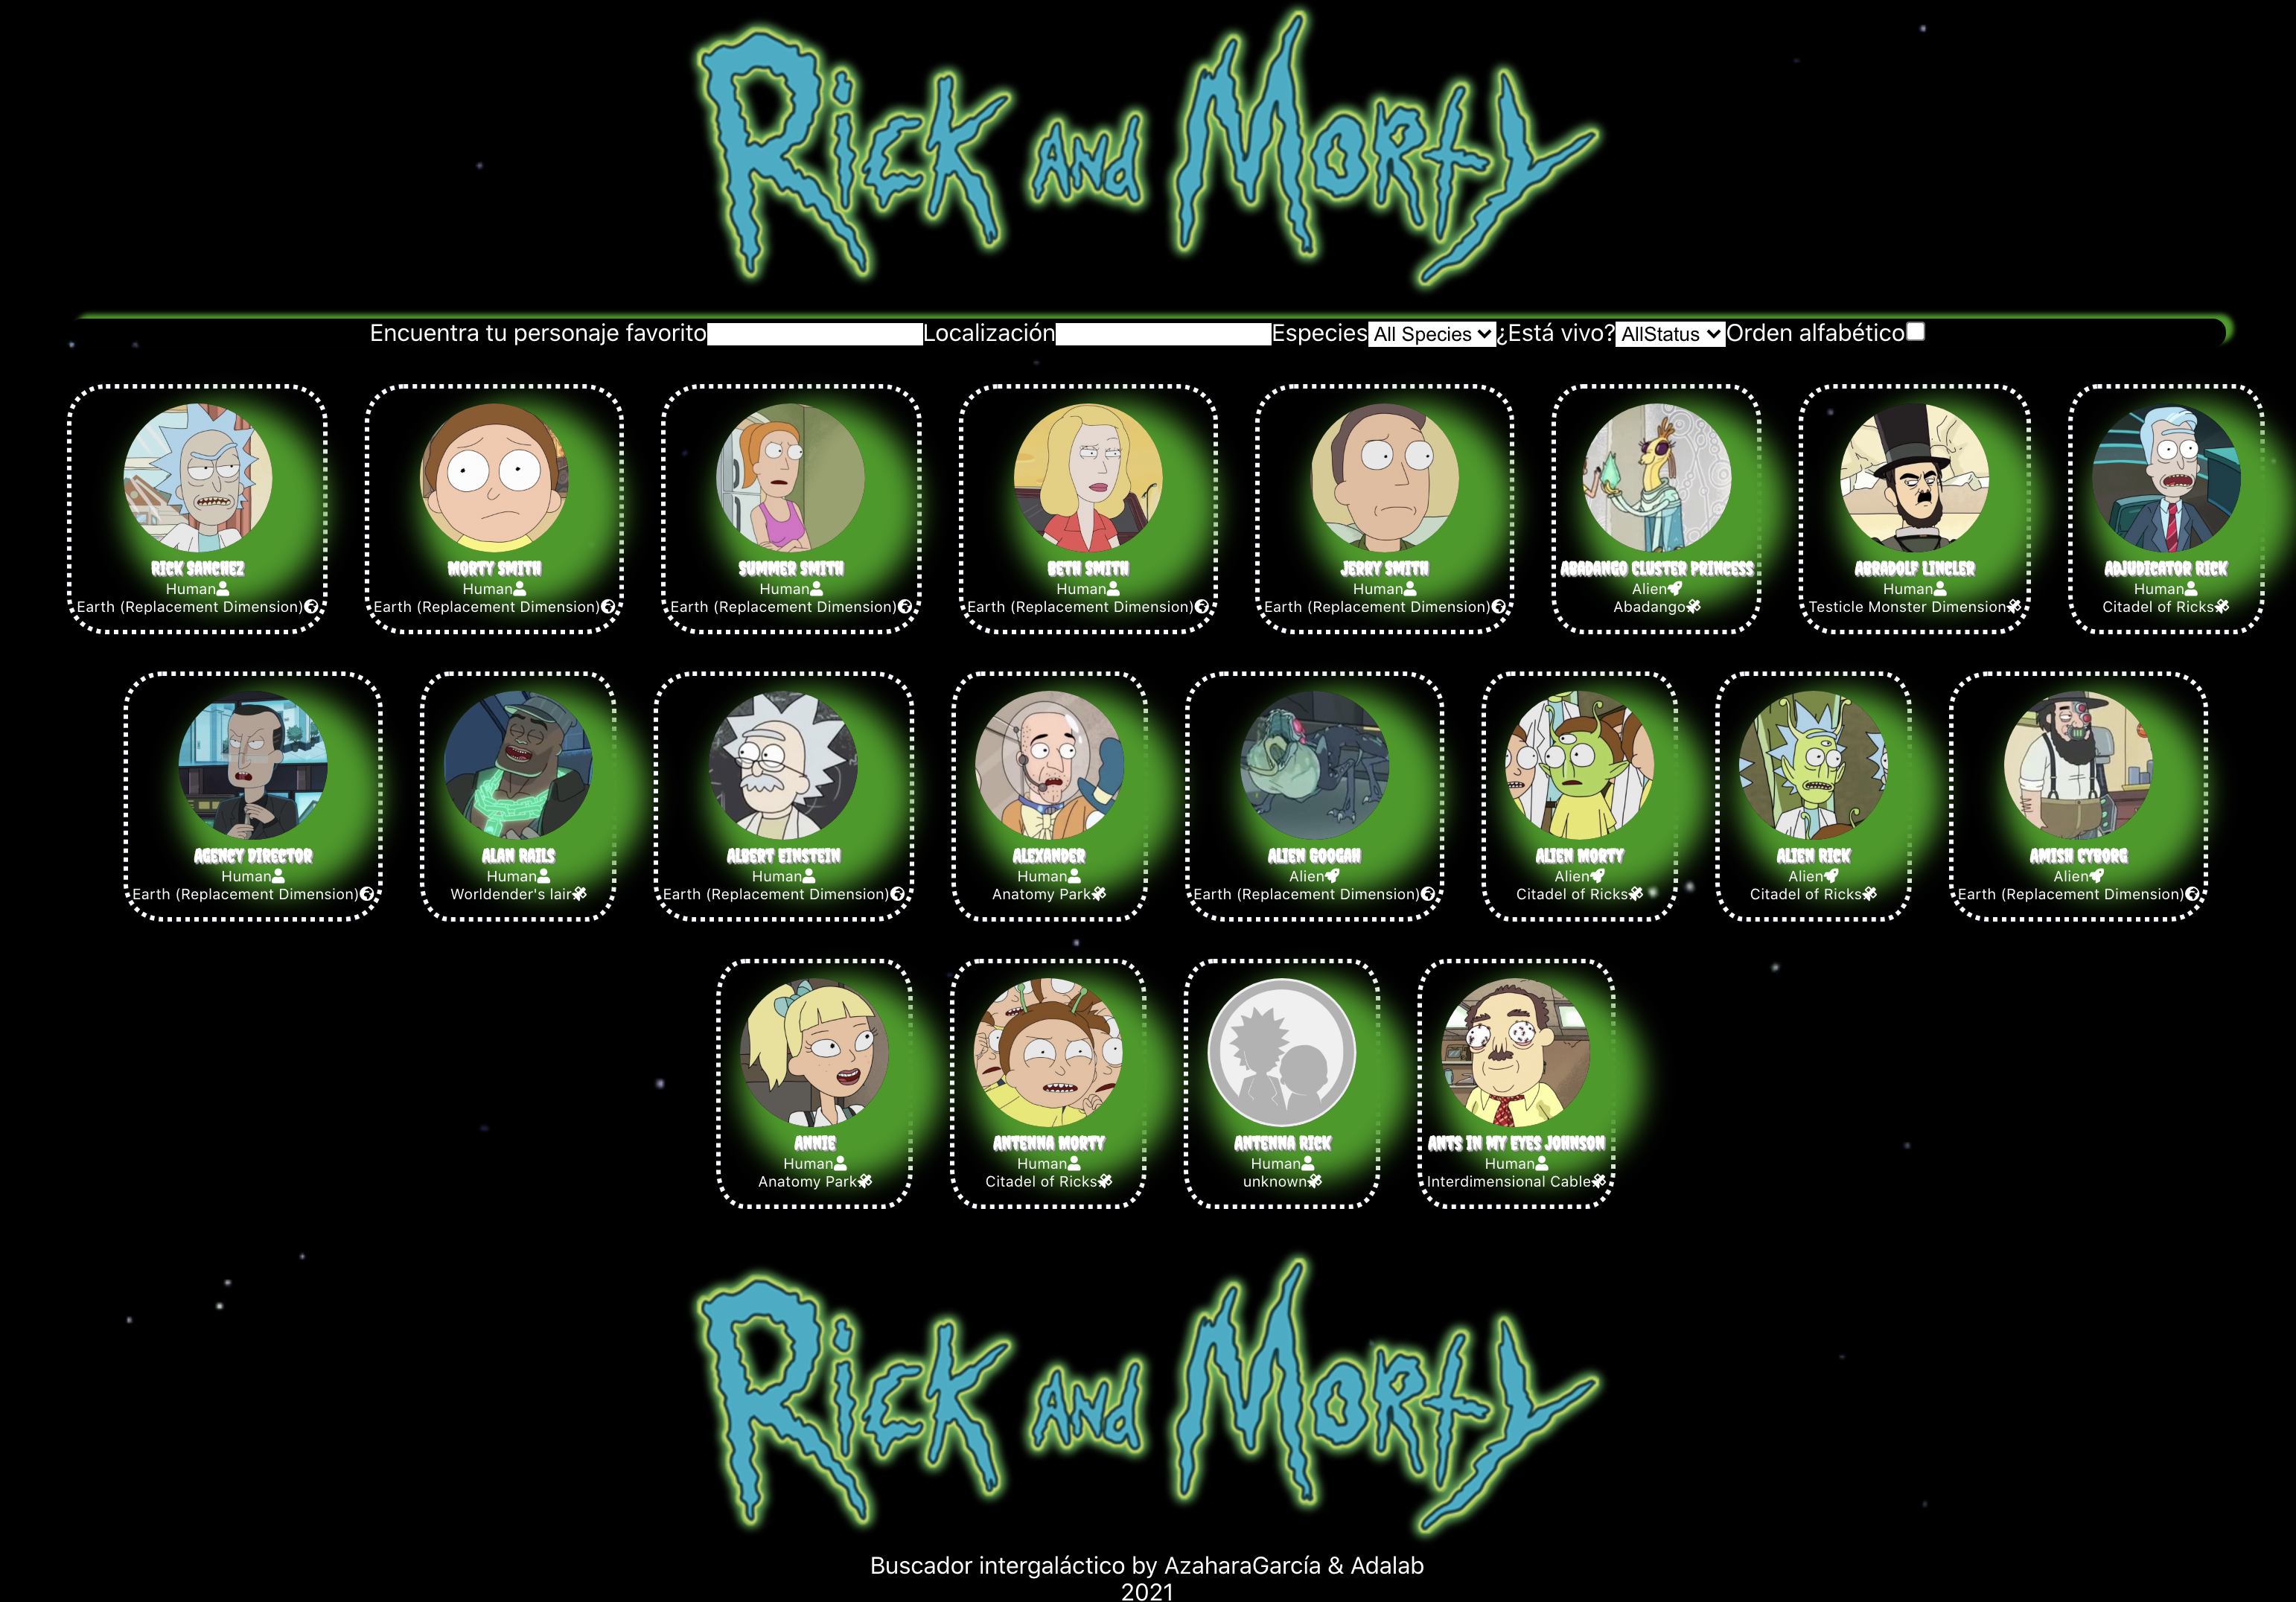 Rick and Morty
Encuentra tu personaje favorito Localización Especies All Species ¿Está vivo? AllStatus Orden alfabético
RICK SANCHEZ MORTY SMITH SUMMER SMITH BETH SMITH JERRY SMITH ABADANGO CLUSTER PRINCESS ABRADOLF LINCLER ADJUDICATOR RICK
Human Human Human Human Human Alien Human Human
Earth (Replacement Dimension) Earth (Replacement Dimension) Earth (Replacement Dimension) Earth (Replacement Dimension) Earth (Replacement Dimension) Abadango Testicle Monster Dimension Citadel of Ricks
AGENCY DIRECTOR ALAN RAILS ALBERT EINSTEIN ALEXANDER ALIEN GOOGAH ALIEN MORTY ALIEN RICK AMISH CYBORG
Human Human Human Human Alien Alien Alien Alien
Earth (Replacement Dimension) Worldender's lair Earth (Replacement Dimension) Anatomy Park Earth (Replacement Dimension) Citadel of Ricks Citadel of Ricks Earth (Replacement Dimension)
ANNIE ANTENNA MORTY ANTENNA RICK ANTS IN MY EYES JOHNSON
Human Human Human Human
Anatomy Park Citadel of Ricks unknown Interdimensional Cable
Rick and Morty
Buscador intergaláctico by AzaharaGarcía & Adalab
2021